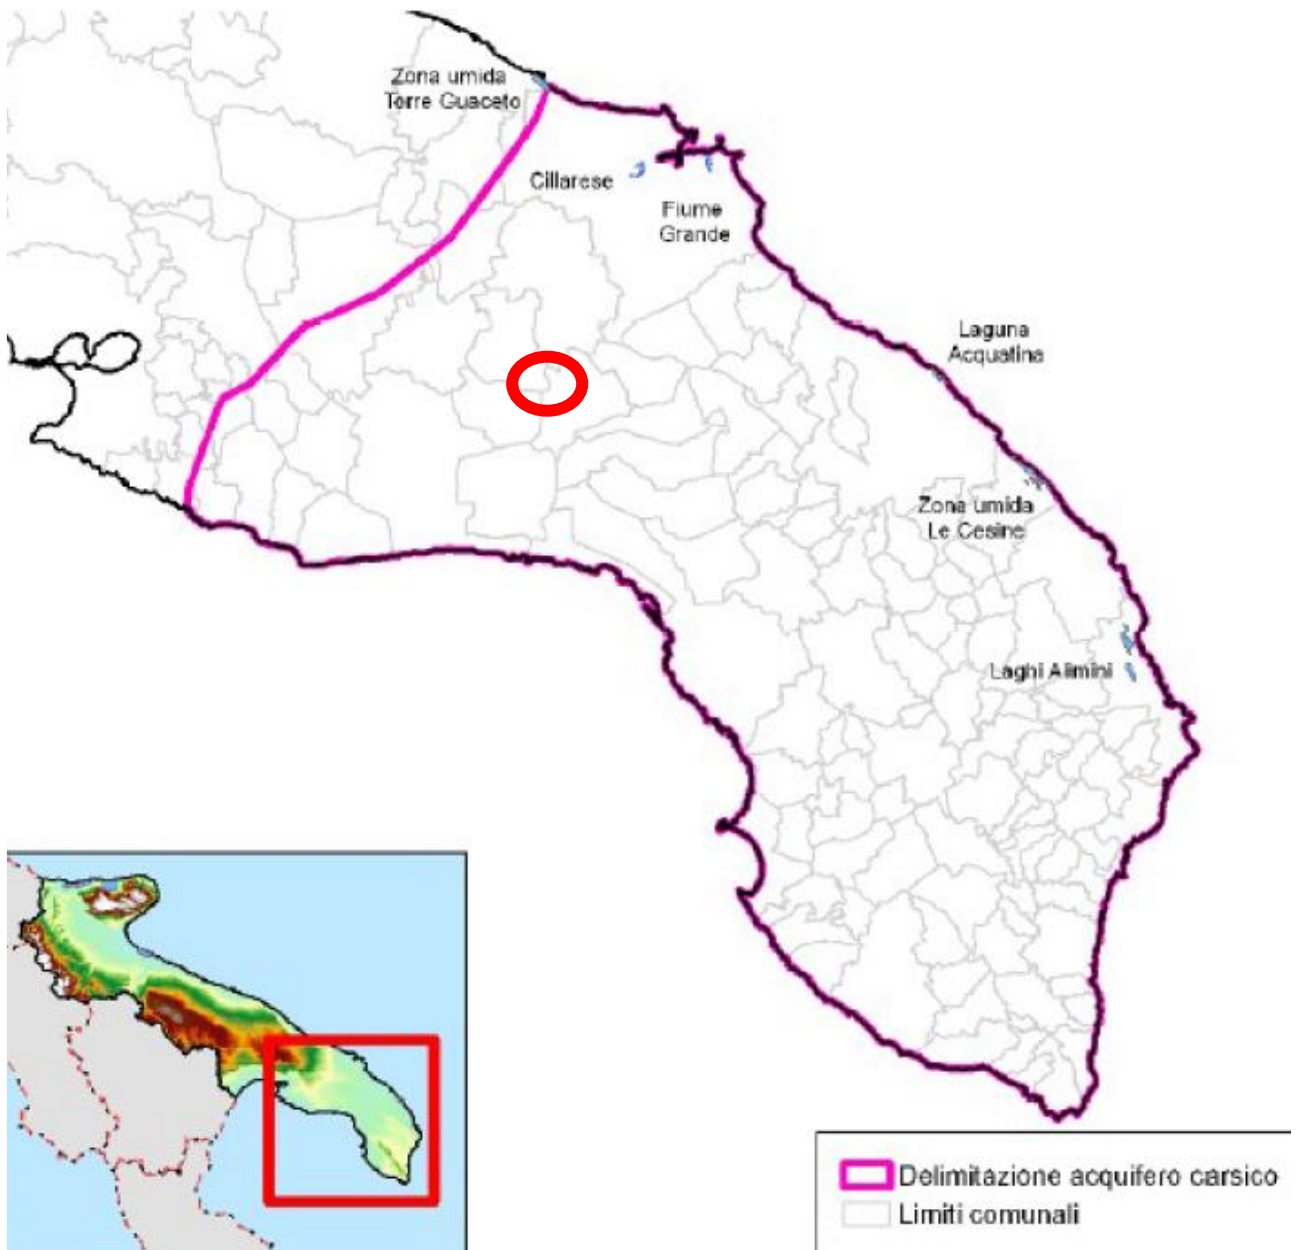 Zona umida
Torre Guaceto
Cillarese
Fiume
Grande
Laguna
Acquatina
Zona umida
Le Cesine
Laghi Alimini
Delimitazione acquifero carsico
Limiti comunali